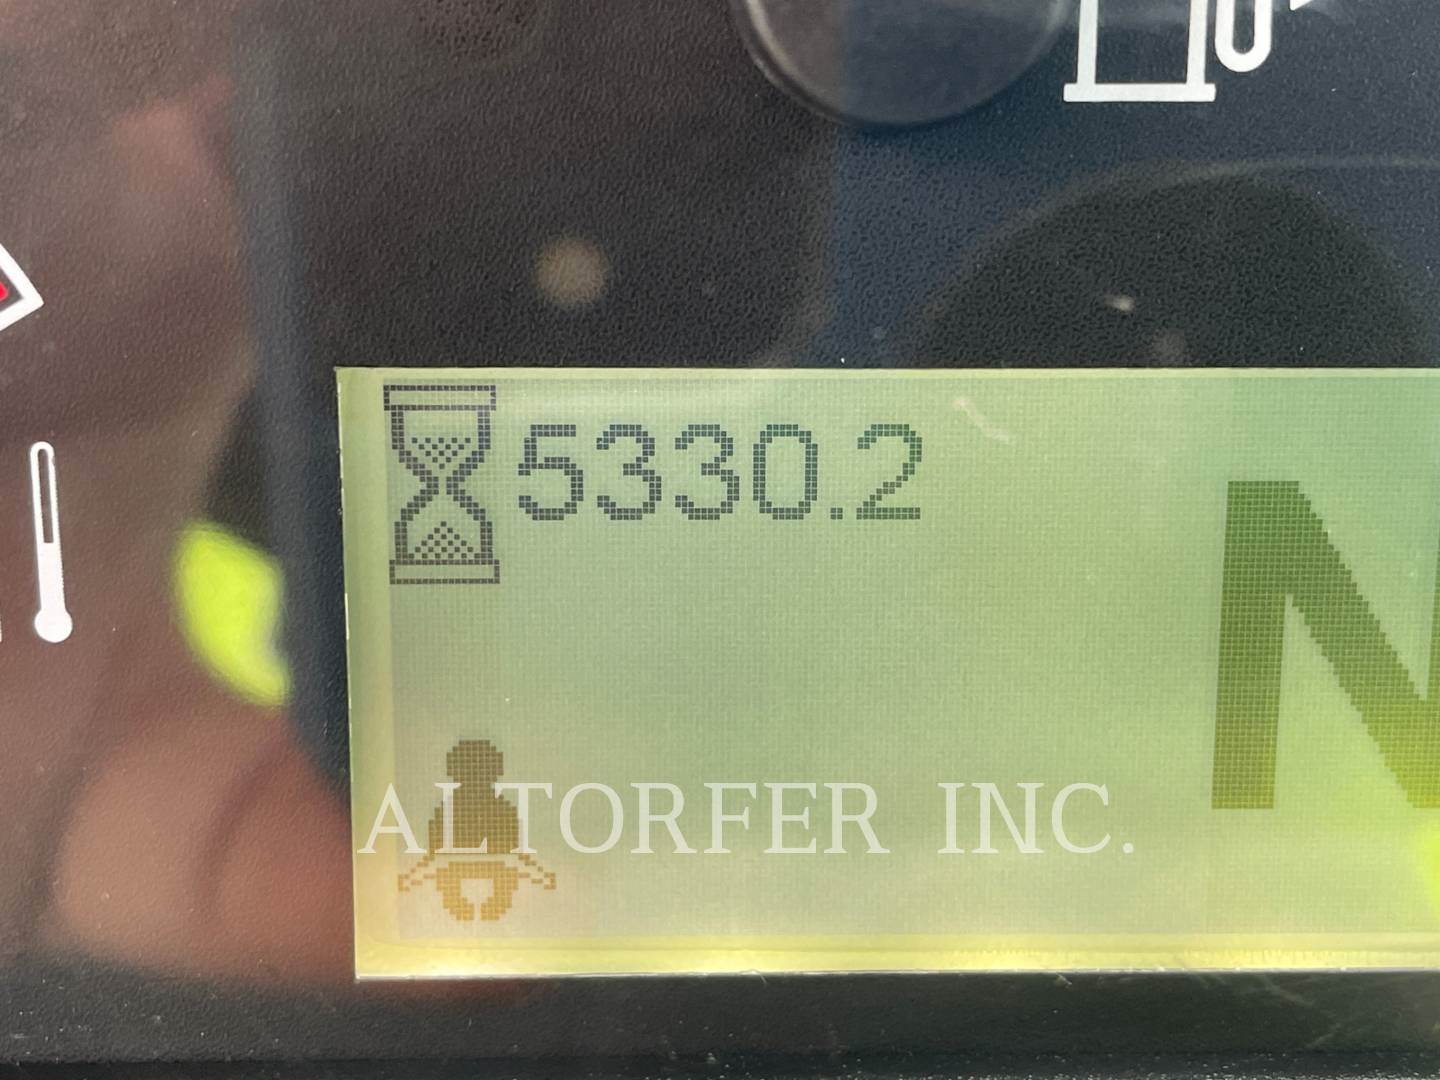 5330.2
N
ALTORFER INC.